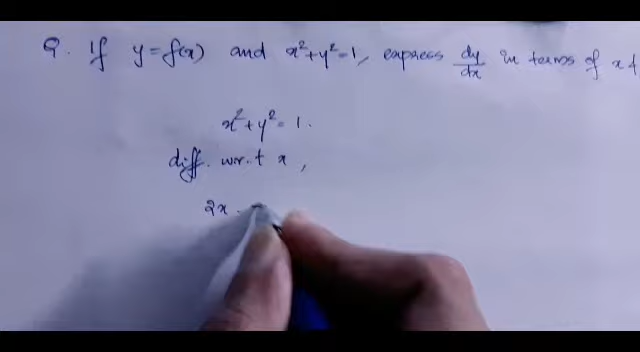 Q. If y=f(x) and x²+y²=1, express dy/dx in terms of x &
x²+y²=1.
diff. w.r.t x,
2x